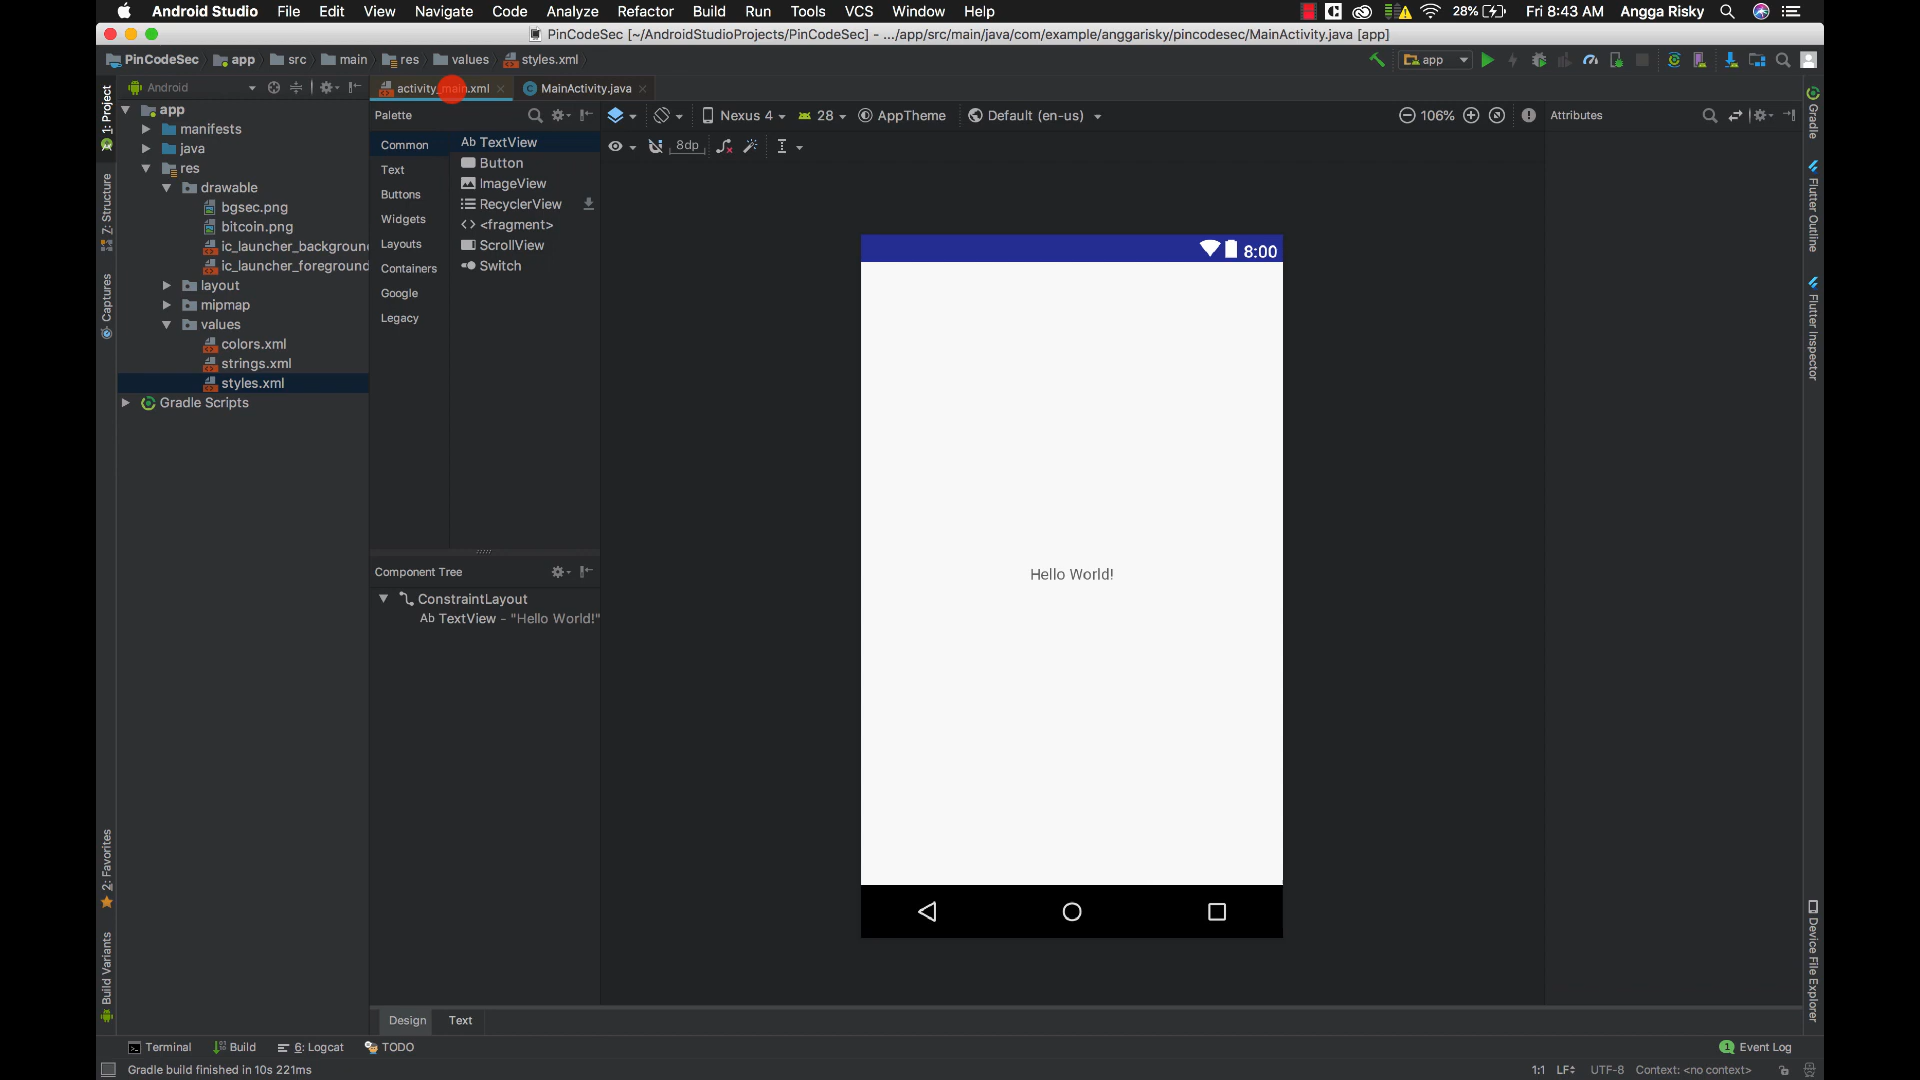 Android Studio File Edit View Navigate Code Analyze Refactor Build Run Tools VCS Window Help 28% Fri 8:43 AM Angga Risky
PinCodeSec [~/AndroidStudioProjects/PinCodeSec] - .../app/src/main/java/com/example/anggarisky/pincodesec/MainActivity.java [app]
PinCodeSec app src main res values styles.xml app
1: Project
Z: Structure
Captures
2: Favorites
Build Variants
Android
app
manifests
java
res
drawable
bgsec.png
bitcoin.png
ic_launcher_background
ic_launcher_foreground
layout
mipmap
values
colors.xml
strings.xml
styles.xml
Gradle Scripts
activity_main.xml MainActivity.java
Palette
Common
Text
Buttons
Widgets
Layouts
Containers
Google
Legacy
Ab TextView
Button
ImageView
RecyclerView
<fragment>
ScrollView
Switch
Component Tree
ConstraintLayout
Ab TextView - "Hello World!"
Nexus 4 28 AppTheme Default (en-us) 106%
8dp
8:00
Hello World!
Attributes
Gradle
Flutter Outline
Flutter Inspector
Device File Explorer
Design Text
Terminal Build 6: Logcat TODO 1 Event Log
Gradle build finished in 10s 221ms 1:1 LF UTF-8 Context: <no context>